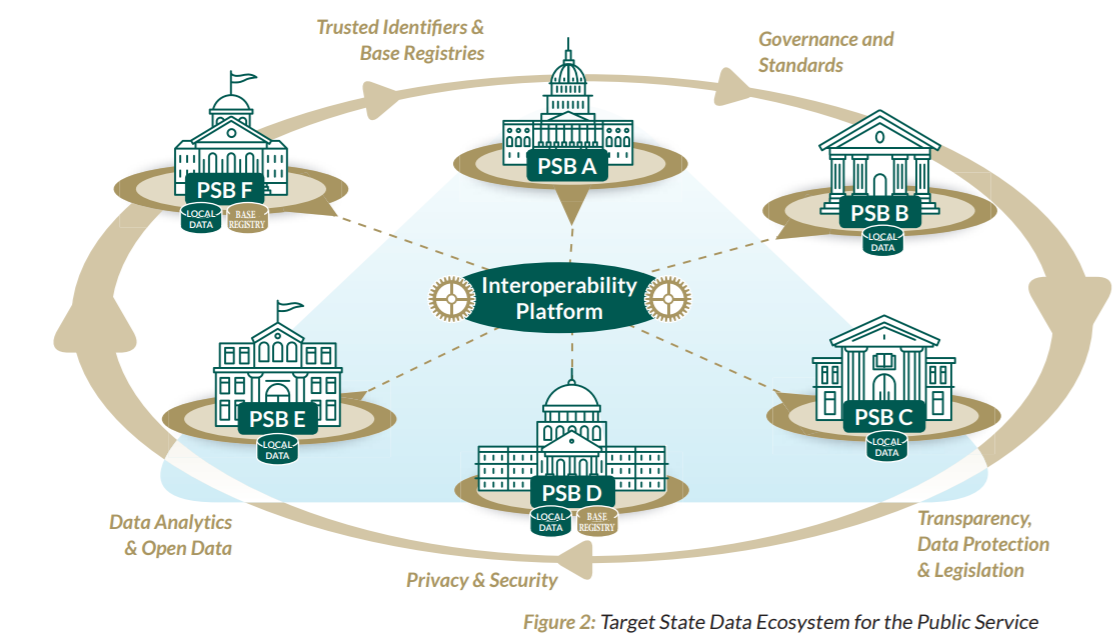 Trusted Identifiers &
Base Registries
Governance and
Standards
PSB A
PSB F
LOCAL
DATA
BASE
REGISTRY
PSB B
LOCAL
DATA
Interoperability
Platform
PSB E
LOCAL
DATA
PSB C
LOCAL
DATA
PSB D
LOCAL
DATA
BASE
REGISTRY
Data Analytics
& Open Data
Transparency,
Data Protection
& Legislation
Privacy & Security
Figure 2: Target State Data Ecosystem for the Public Service